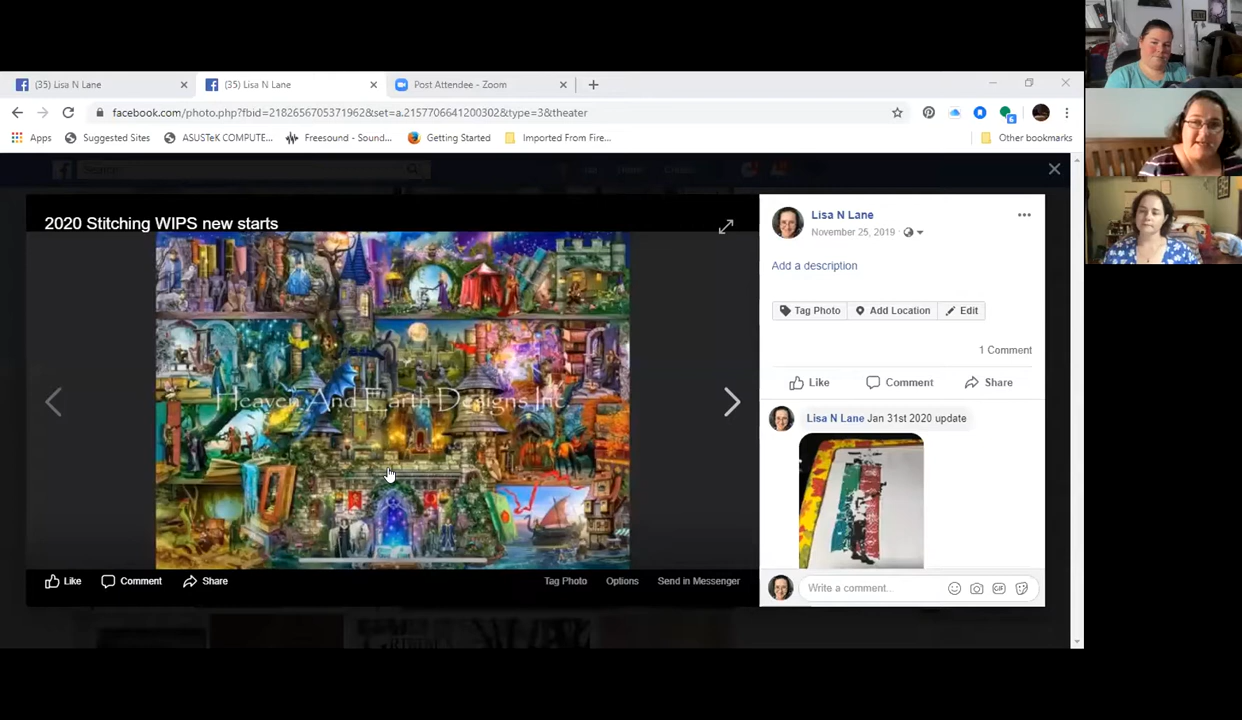 (35) Lisa N Lane
(35) Lisa N Lane
Post Attendee - Zoom
facebook.com/photo.php?fbid=2182656705371962&set=a.2157706641200302&type=3&theater
Apps
Suggested Sites
ASUSTeK COMPUTE...
Freesound - Sound...
Getting Started
Imported From Fire...
Other bookmarks
Search
2020 Stitching WIPS new starts
Heaven And Earth Designs Inc
Like
Comment
Share
Tag Photo
Options
Send in Messenger
Lisa N Lane
November 25, 2019
Add a description
Tag Photo
Add Location
Edit
1 Comment
Like
Comment
Share
Lisa N Lane Jan 31st 2020 update
Write a comment...
GIF
6